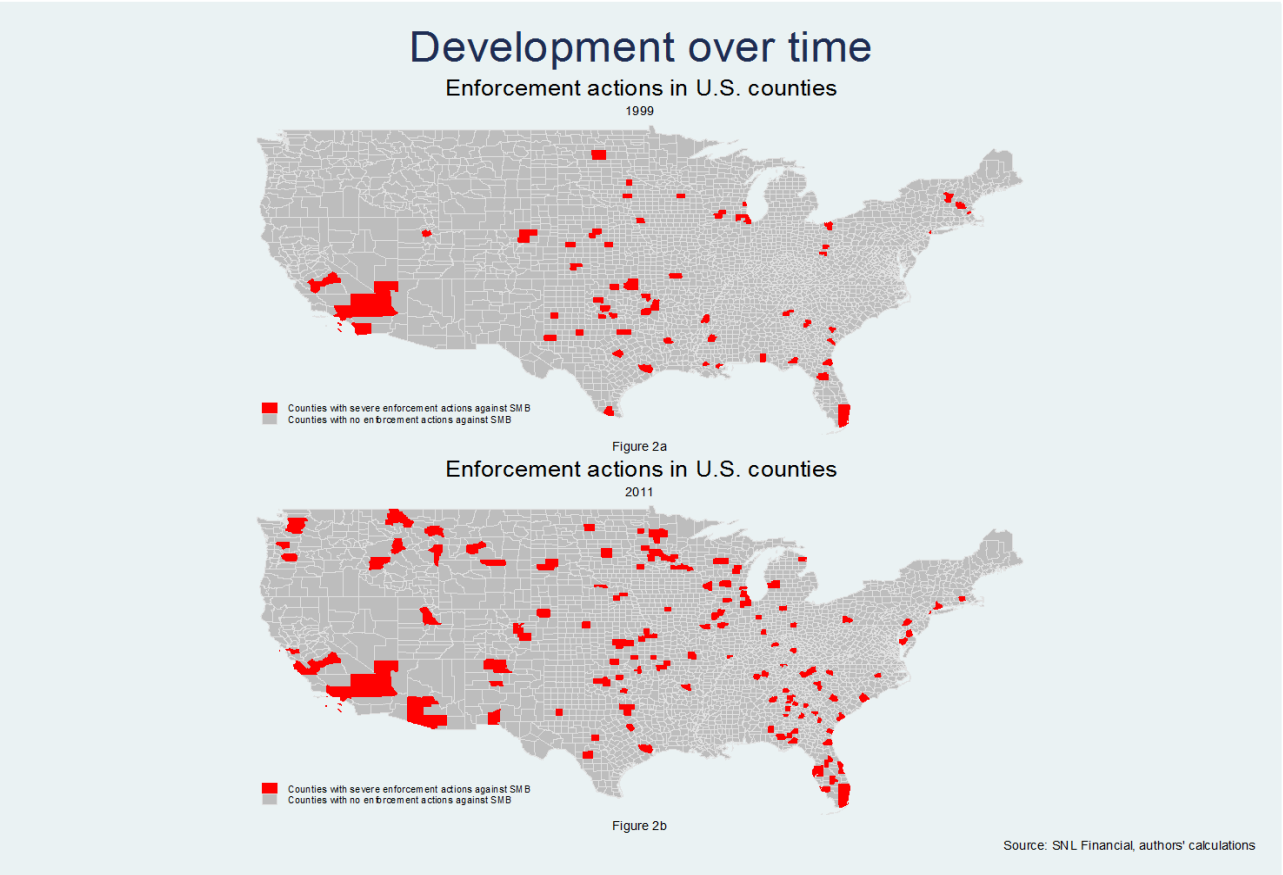 Development over time
Enforcement actions in U.S. counties
1999
Counties with severe enforcement actions against SMB
Counties with no enforcement actions against SMB
Figure 2a
Enforcement actions in U.S. counties
2011
Counties with severe enforcement actions against SMB
Counties with no enforcement actions against SMB
Figure 2b
Source: SNL Financial, authors' calculations